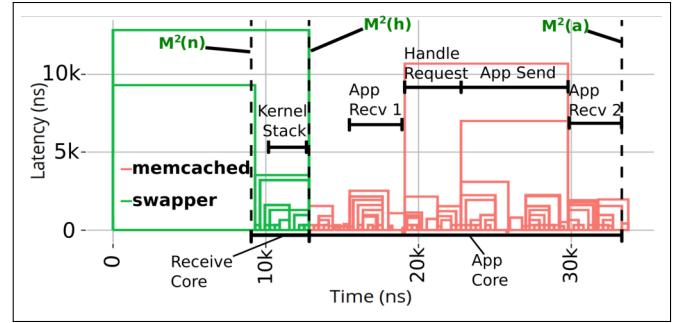 M²(n)
M²(h)
M²(a)
Handle
Request
App Send
App
Recv 1
App
Recv 2
Kernel
Stack
Latency (ns)
10k
5k
0
memcached
swapper
Receive
Core
App
Core
0
10k
20k
30k
Time (ns)